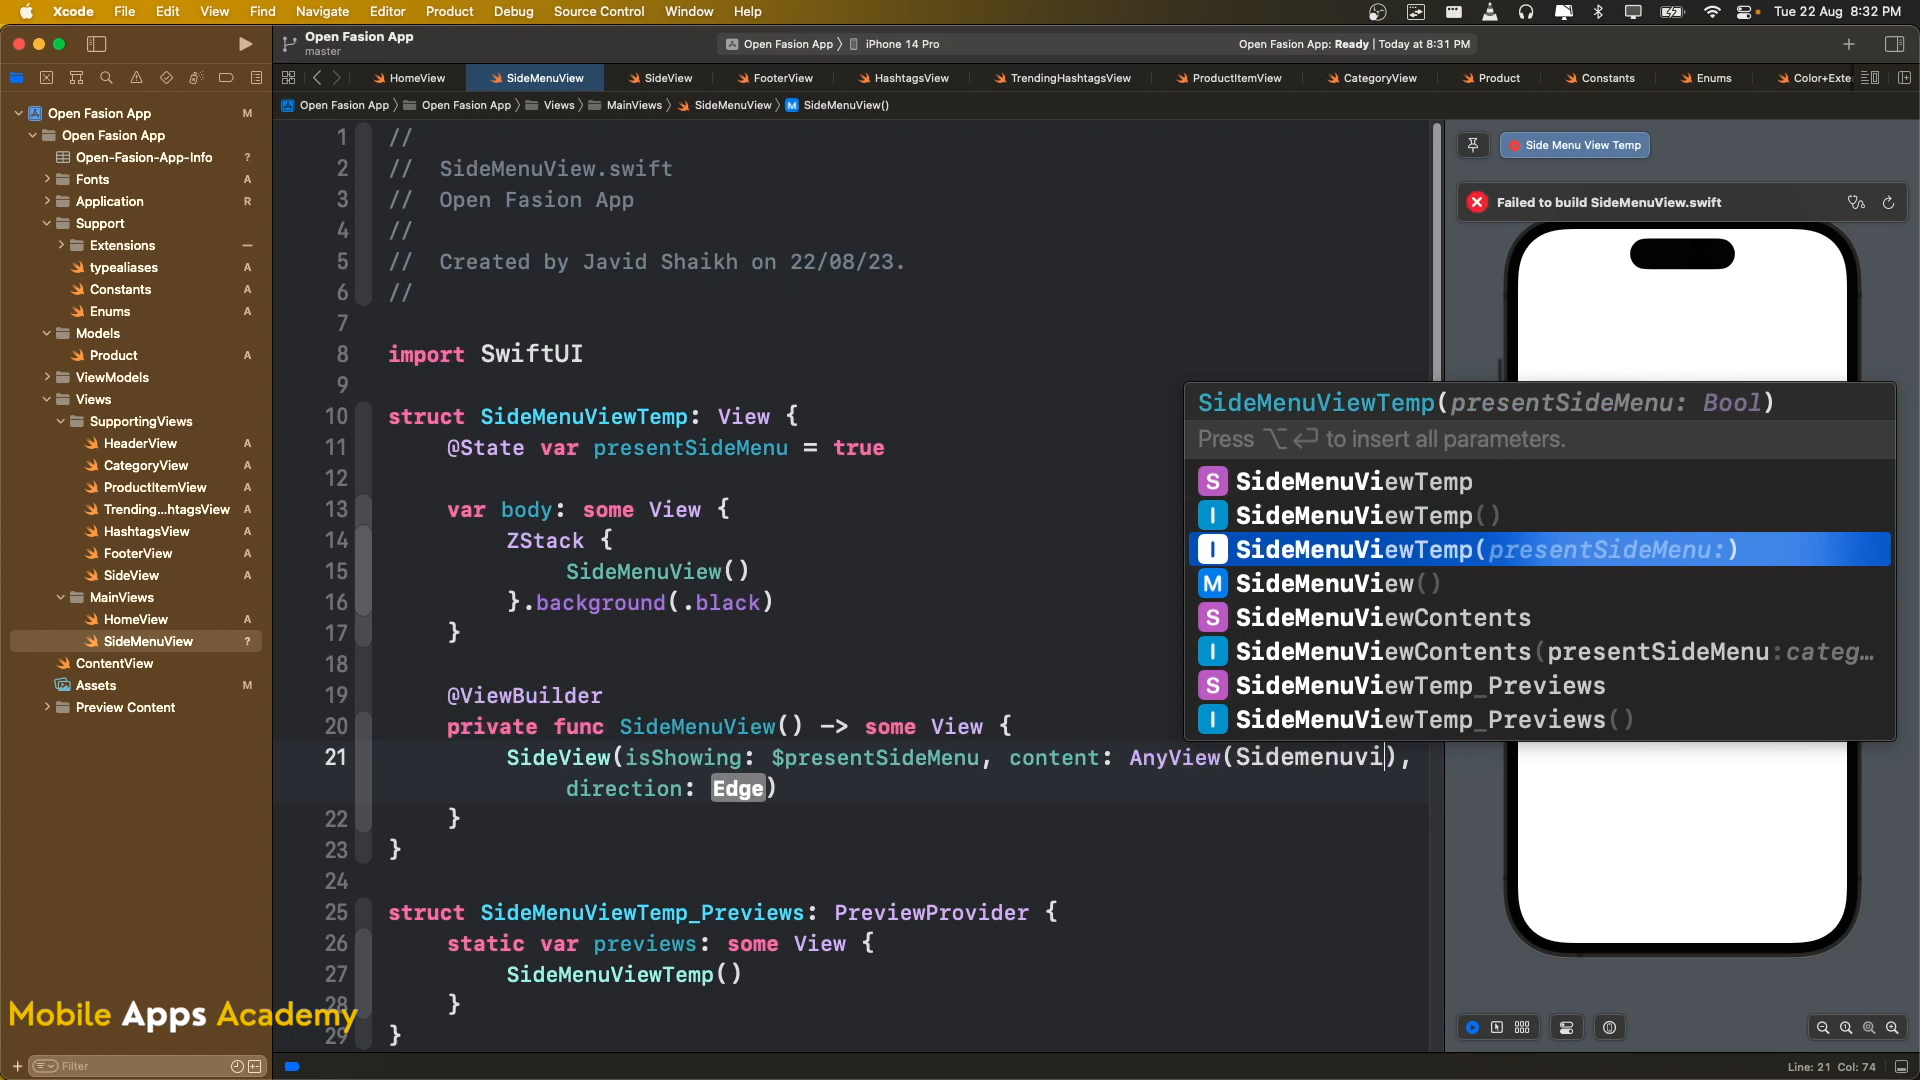 Xcode File Edit View Find Navigate Editor Product Debug Source Control Window Help
Tue 22 Aug 8:32 PM
Open Fasion App
master
Open Fasion App
iPhone 14 Pro
Open Fasion App: Ready | Today at 8:31 PM
HomeView SideMenuView SideView FooterView HashtagsView TrendingHashtagsView ProductItemView CategoryView Product Constants Enums Color+Exte
Open Fasion App Open Fasion App Views MainViews SideMenuView M SideMenuView()
Open Fasion App M
Open Fasion App
Open-Fasion-App-Info ?
Fonts A
Application R
Support
Extensions
typealiases A
Constants A
Enums A
Models
Product A
ViewModels
Views
SupportingViews
HeaderView A
CategoryView A
ProductItemView A
Trending...htagsView A
HashtagsView A
FooterView A
SideView A
MainViews
HomeView A
SideMenuView ?
ContentView
Assets M
Preview Content
Filter
1 //
2 // SideMenuView.swift
3 // Open Fasion App
4 //
5 // Created by Javid Shaikh on 22/08/23.
6 //
7
8 import SwiftUI
9
10 struct SideMenuViewTemp: View {
11 @State var presentSideMenu = true
12
13 var body: some View {
14 ZStack {
15 SideMenuView()
16 }.background(.black)
17 }
18
19 @ViewBuilder
20 private func SideMenuView() -> some View {
21 SideView(isShowing: $presentSideMenu, content: AnyView(Sidemenuvi),
direction: Edge)
22 }
23 }
24
25 struct SideMenuViewTemp_Previews: PreviewProvider {
26 static var previews: some View {
27 SideMenuViewTemp()
28 }
29 }
SideMenuViewTemp(presentSideMenu: Bool)
Press ⌥↩ to insert all parameters.
S SideMenuViewTemp
I SideMenuViewTemp()
I SideMenuViewTemp(presentSideMenu:)
M SideMenuView()
S SideMenuViewContents
I SideMenuViewContents(presentSideMenu:categ…
S SideMenuViewTemp_Previews
I SideMenuViewTemp_Previews()
Side Menu View Temp
Failed to build SideMenuView.swift
Mobile Apps Academy
Line: 21 Col: 74